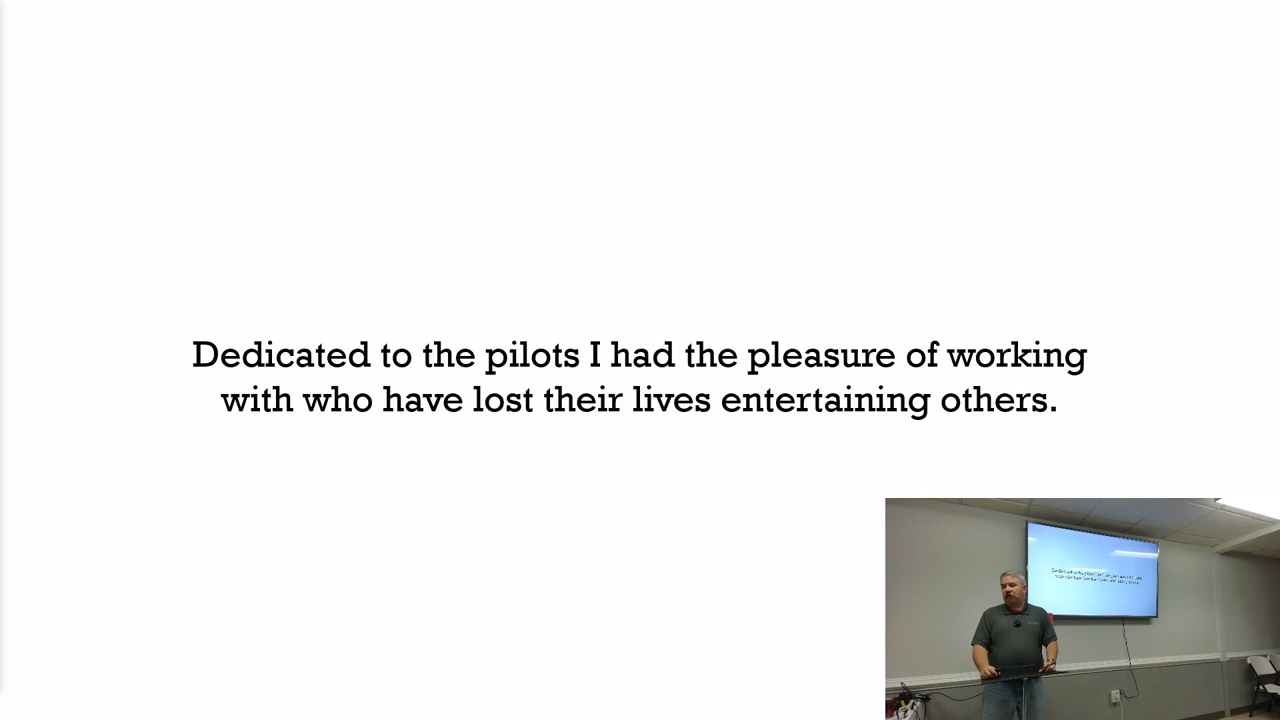 Dedicated to the pilots I had the pleasure of working
with who have lost their lives entertaining others.